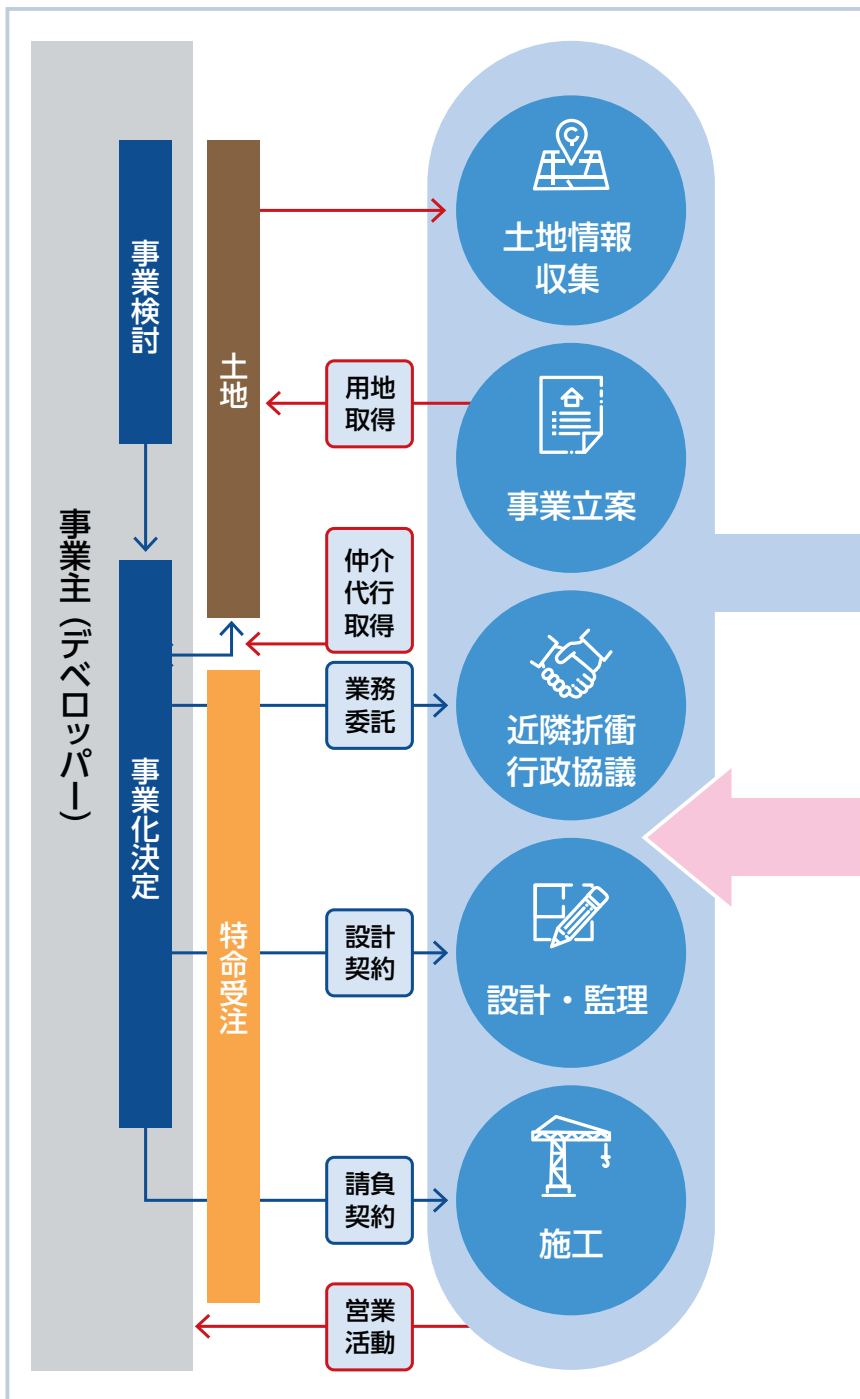 事業主（デベロッパー）
事業検討
事業化決定
土地
特命受注
用地
取得
仲介
代行
取得
業務
委託
設計
契約
請負
契約
営業
活動
土地情報
収集
事業立案
近隣折衝
行政協議
設計・監理
施工